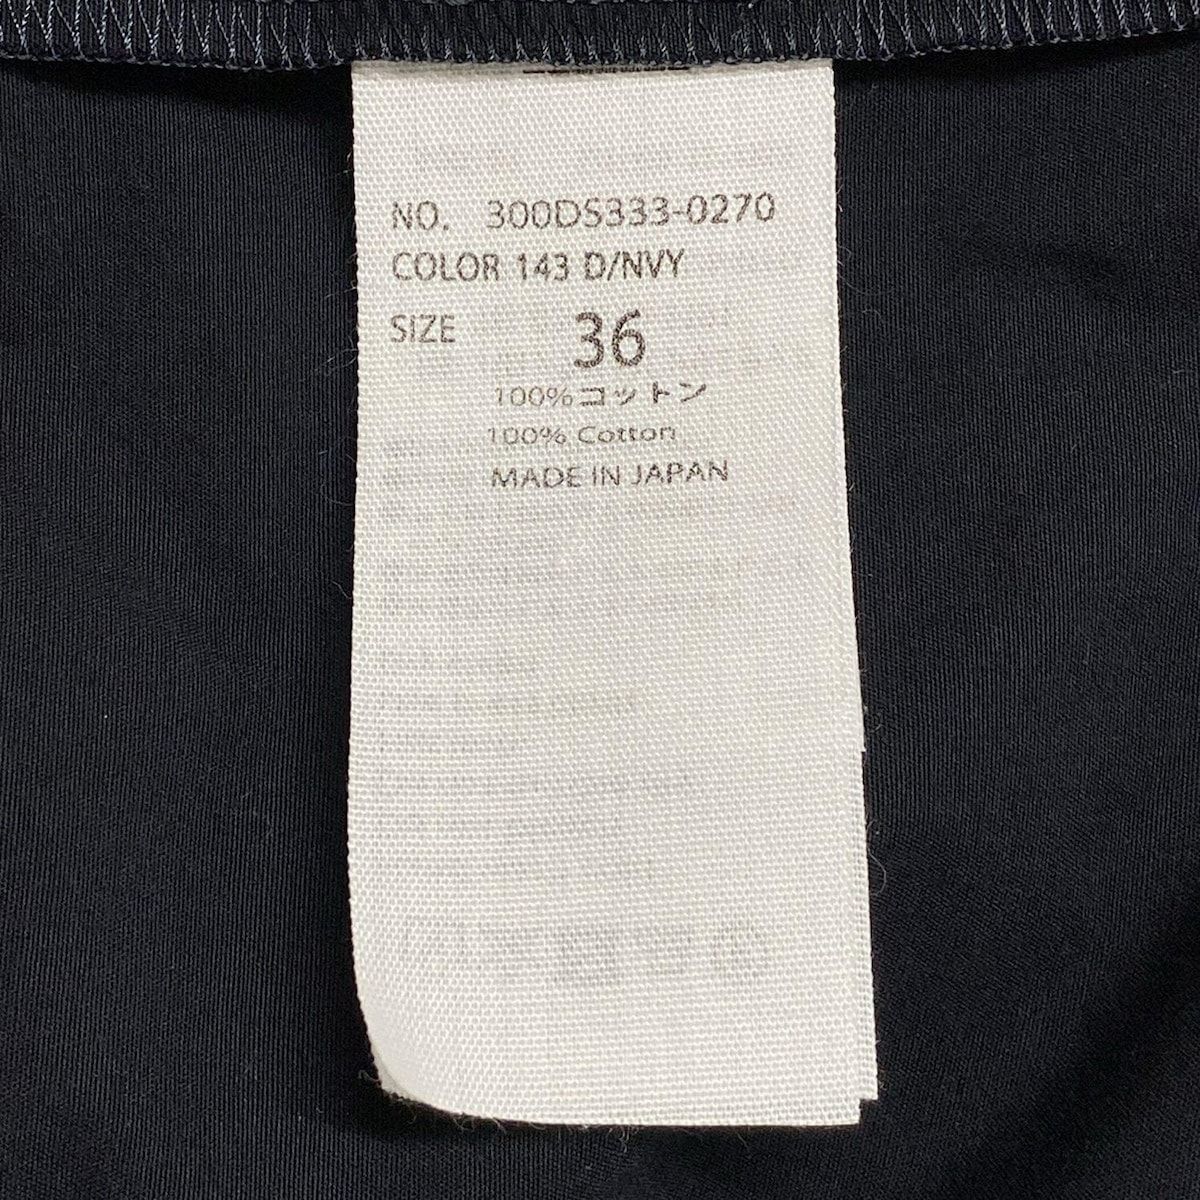 NO. 300DS333-0270
COLOR 143 D/NVY
SIZE 36
100%コットン
100% Cotton
MADE IN JAPAN